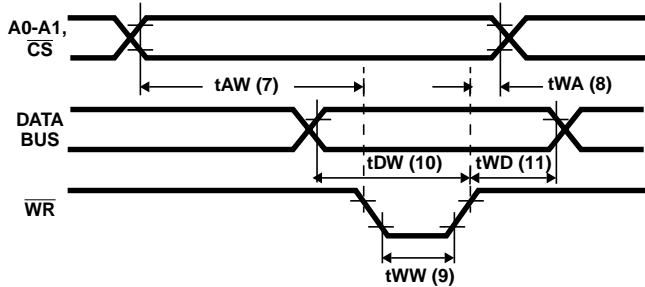 A0-A1,
CS
tAW (7)
tWA (8)
DATA
BUS
tDW (10)
tWD (11)
WR
tWW (9)